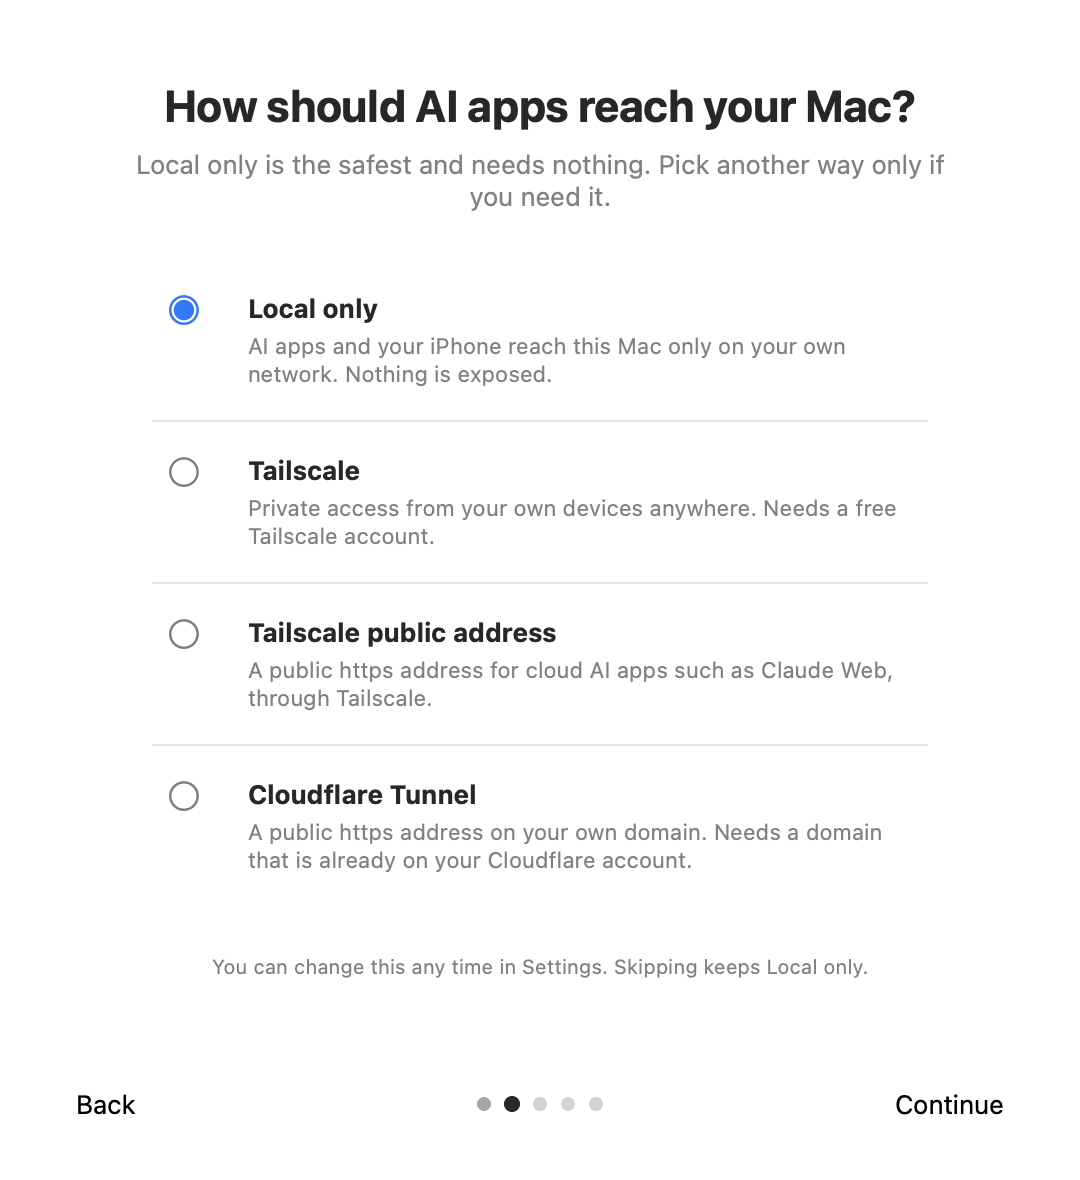 How should AI apps reach your Mac?
Local only is the safest and needs nothing. Pick another way only if
you need it.
Local only
AI apps and your iPhone reach this Mac only on your own
network. Nothing is exposed.
Tailscale
Private access from your own devices anywhere. Needs a free
Tailscale account.
Tailscale public address
A public https address for cloud AI apps such as Claude Web,
through Tailscale.
Cloudflare Tunnel
A public https address on your own domain. Needs a domain
that is already on your Cloudflare account.
You can change this any time in Settings. Skipping keeps Local only.
Back
Continue